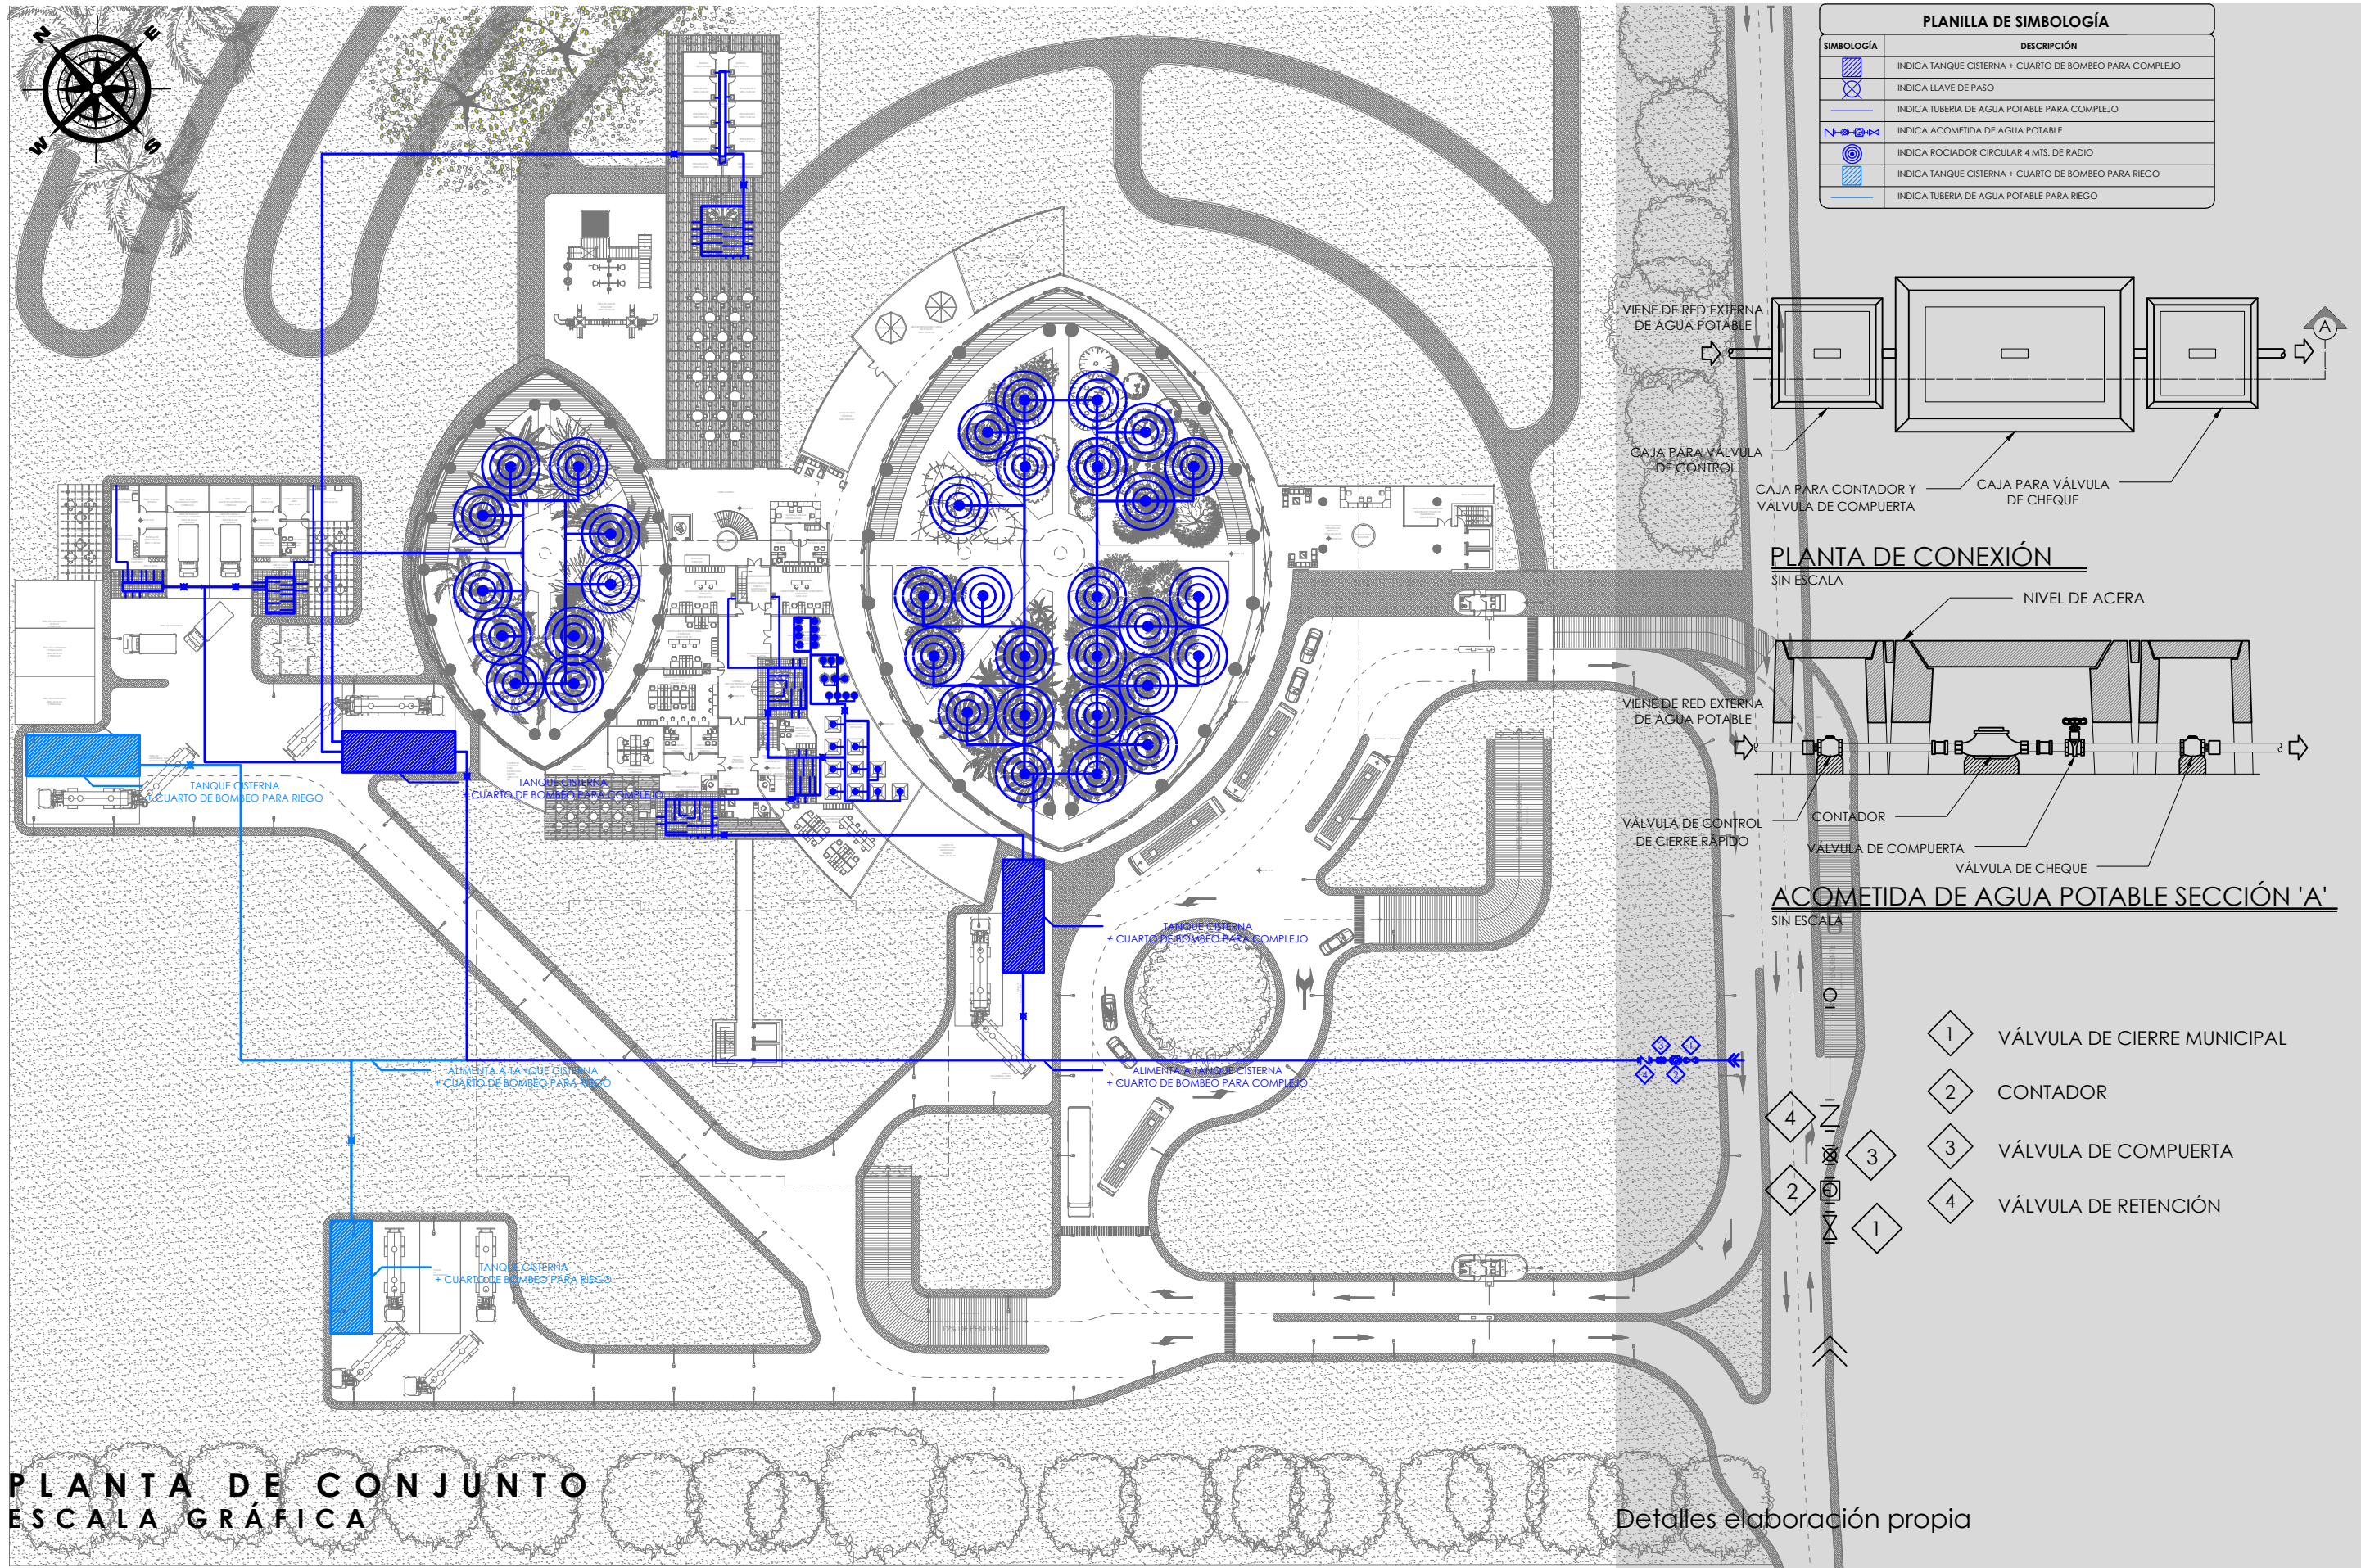 N
E
W
S
PLANILLA DE SIMBOLOGÍA
SIMBOLOGÍA
DESCRIPCIÓN
INDICA TANQUE CISTERNA + CUARTO DE BOMBEO PARA COMPLEJO
INDICA LLAVE DE PASO
INDICA TUBERIA DE AGUA POTABLE PARA COMPLEJO
INDICA ACOMETIDA DE AGUA POTABLE
INDICA ROCIADOR CIRCULAR 4 MTS. DE RADIO
INDICA TANQUE CISTERNA + CUARTO DE BOMBEO PARA RIEGO
INDICA TUBERIA DE AGUA POTABLE PARA RIEGO
VIENE DE RED EXTERNA
DE AGUA POTABLE
A
CAJA PARA VÁLVULA
DE CONTROL
CAJA PARA CONTADOR Y
VÁLVULA DE COMPUERTA
CAJA PARA VÁLVULA
DE CHEQUE
PLANTA DE CONEXIÓN
SIN ESCALA
NIVEL DE ACERA
VIENE DE RED EXTERNA
DE AGUA POTABLE
VÁLVULA DE CONTROL
DE CIERRE RÁPIDO
CONTADOR
VÁLVULA DE COMPUERTA
VÁLVULA DE CHEQUE
ACOMETIDA DE AGUA POTABLE SECCIÓN 'A'
SIN ESCALA
TANQUE CISTERNA
+ CUARTO DE BOMBEO PARA RIEGO
TANQUE CISTERNA
+ CUARTO DE BOMBEO PARA COMPLEJO
TANQUE CISTERNA
+ CUARTO DE BOMBEO PARA COMPLEJO
ALIMENTA A TANQUE CISTERNA
+ CUARTO DE BOMBEO PARA RIEGO
ALIMENTA A TANQUE CISTERNA
+ CUARTO DE BOMBEO PARA COMPLEJO
3
1
4
2
TANQUE CISTERNA
+ CUARTO DE BOMBEO PARA RIEGO
12% DE PENDIENTE
4
3
2
1
1 VÁLVULA DE CIERRE MUNICIPAL
2 CONTADOR
3 VÁLVULA DE COMPUERTA
4 VÁLVULA DE RETENCIÓN
PLANTA DE CONJUNTO
ESCALA GRÁFICA
Detalles elaboración propia